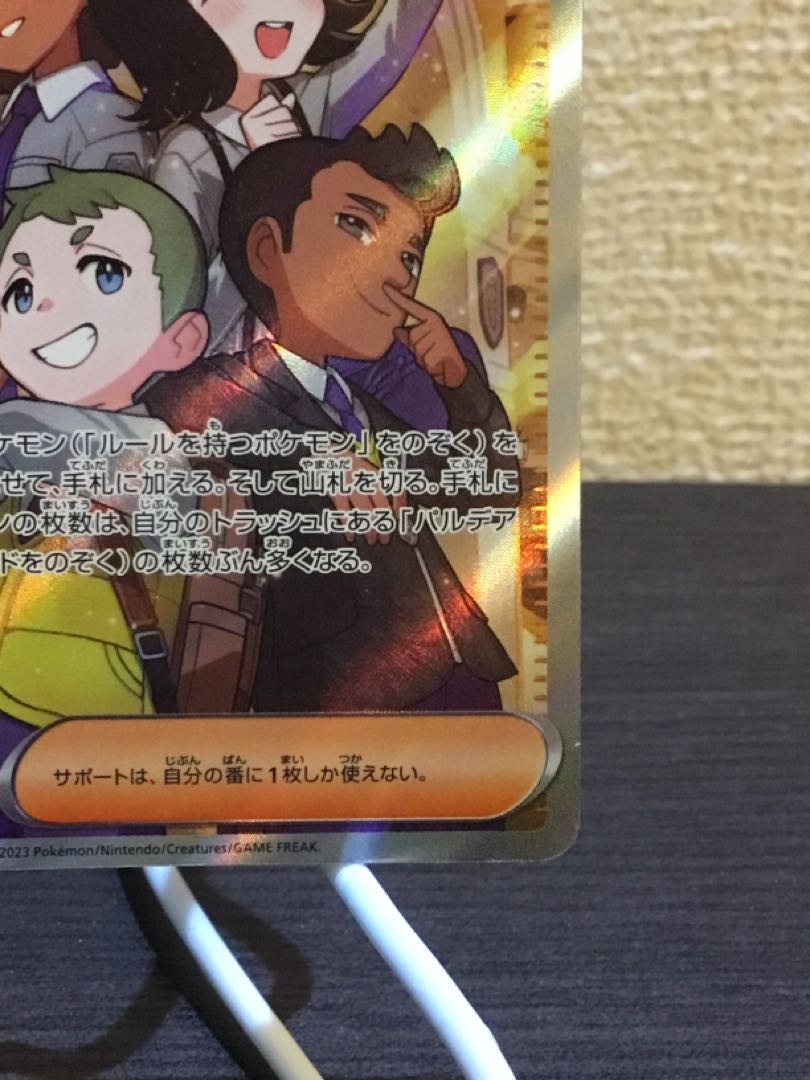 ケモン(「ルールを持つポケモン」をのぞく)を
せて、手札に加える。そして山札を切る。手札に
ンの枚数は、自分のトラッシュにある「パルデア
ドをのぞく)の枚数ぶん多くなる。
サポートは、自分の番に1枚しか使えない。
2023 Pokémon/Nintendo/Creatures/GAME FREAK.